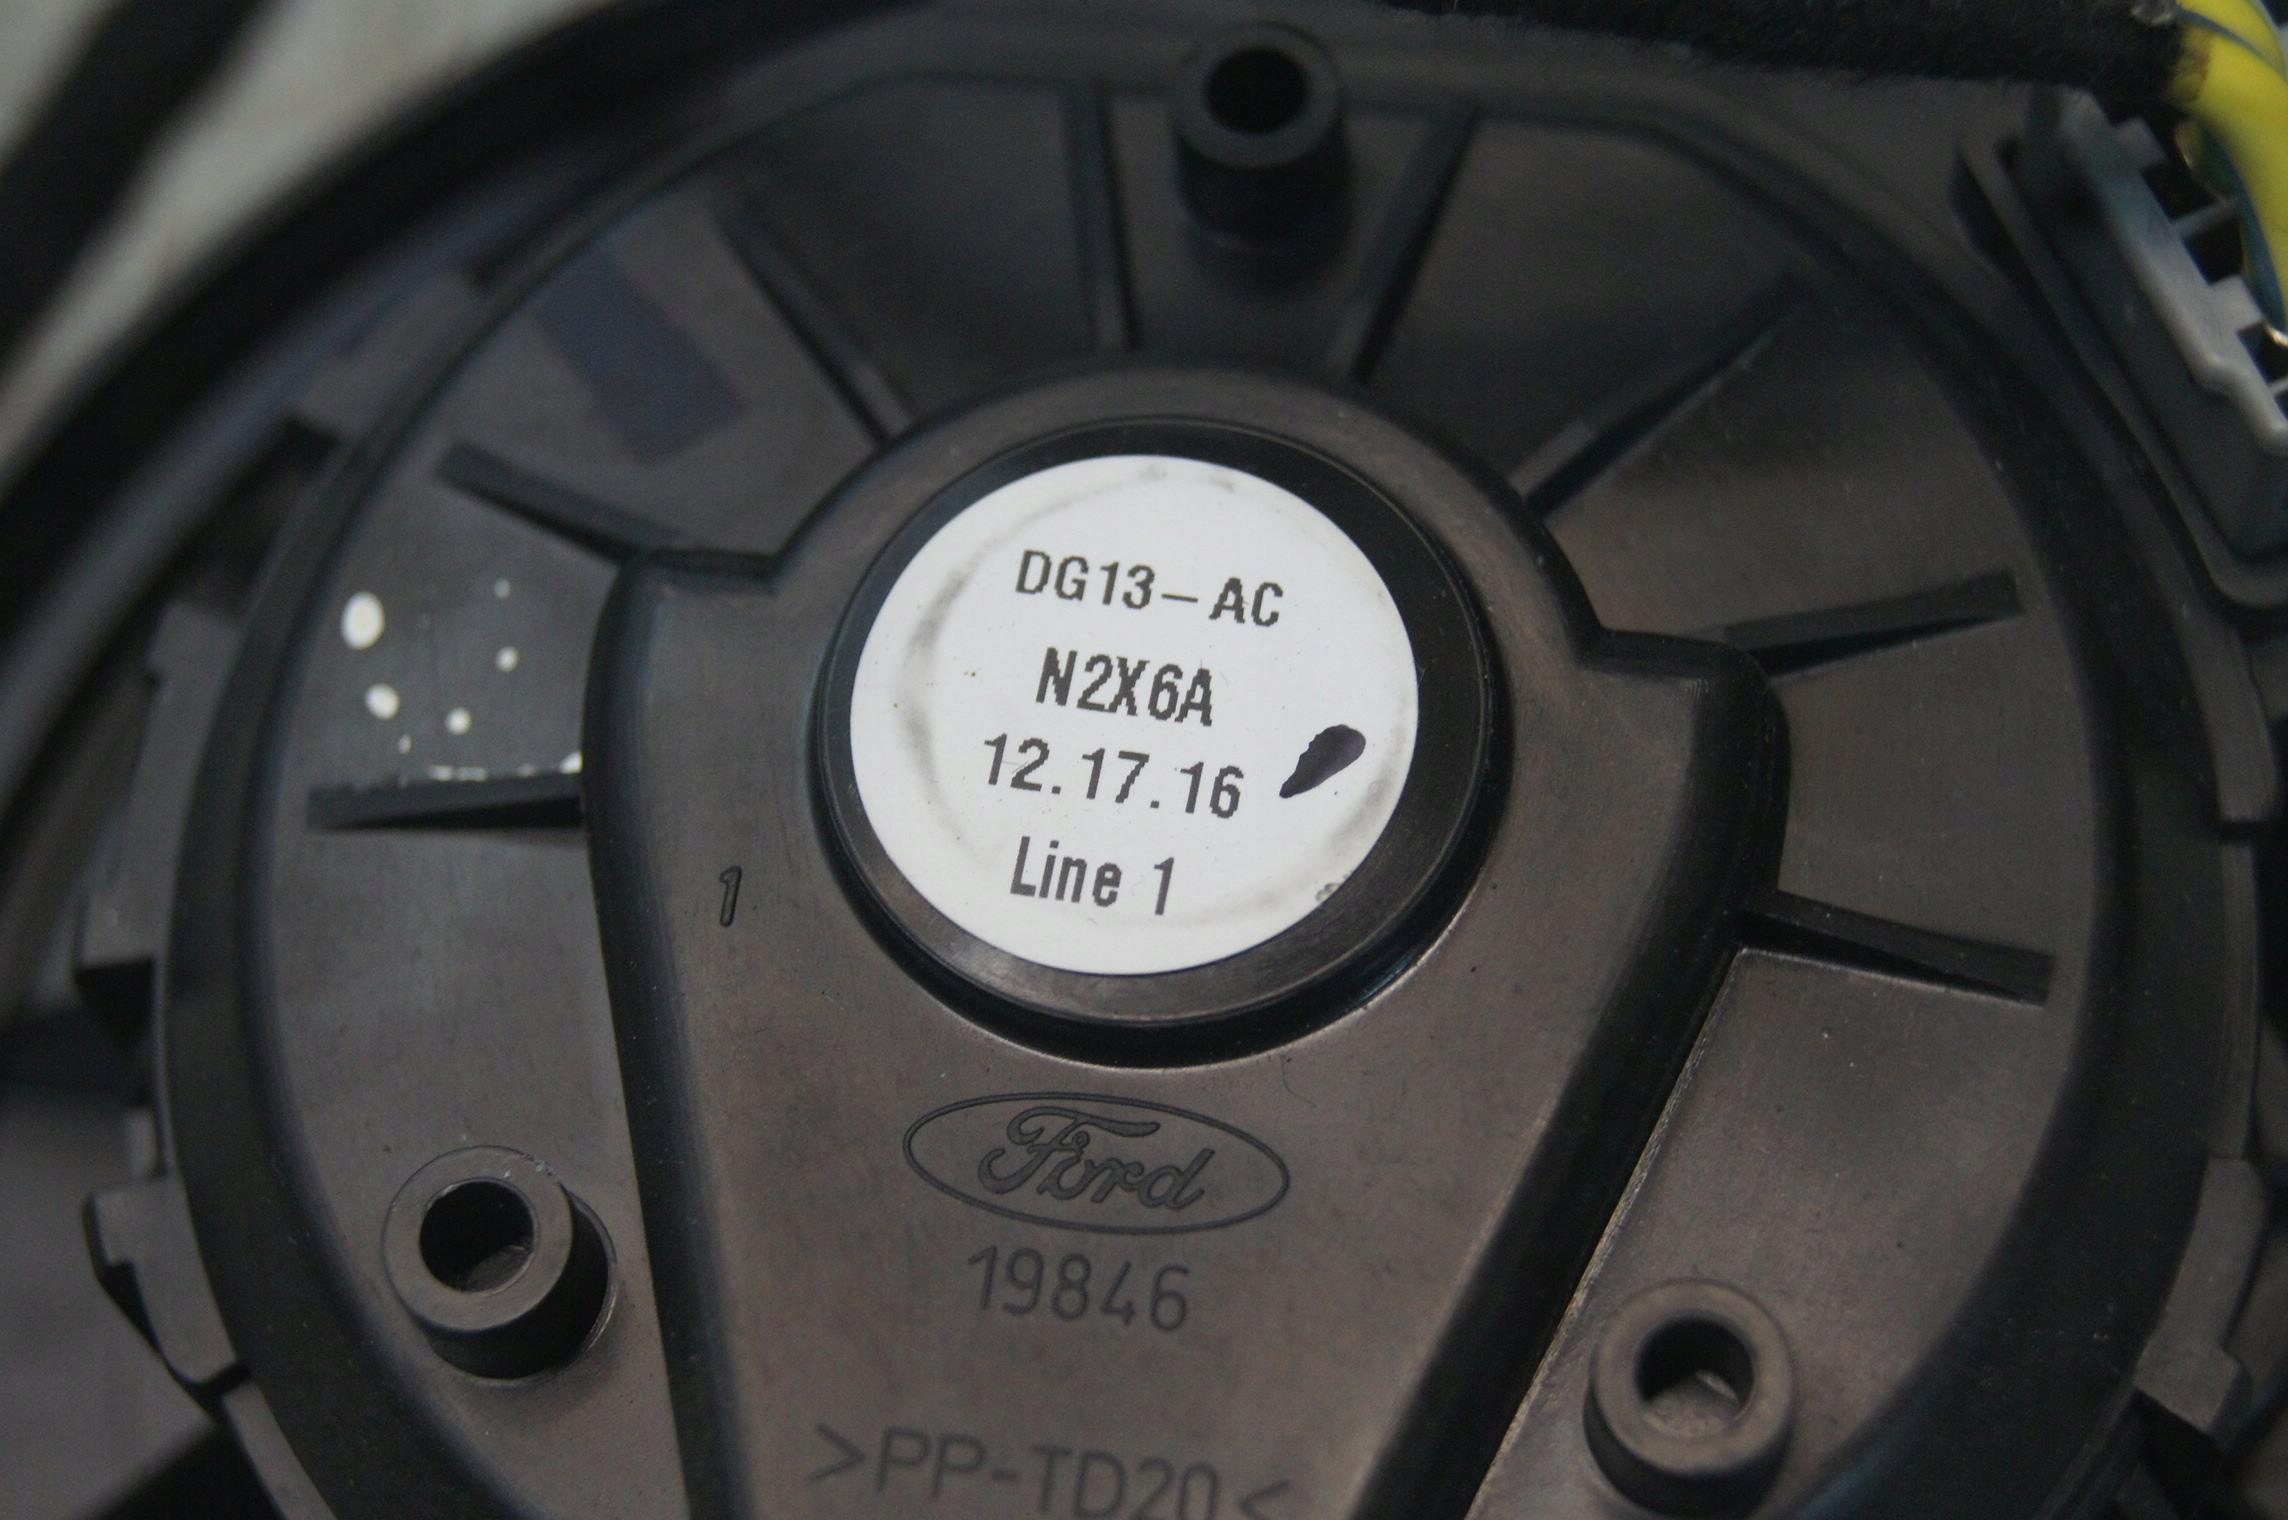 DG13-AC
N2X6A
12.17.16
Line 1
1
Ford
19846
>PP-TD20<